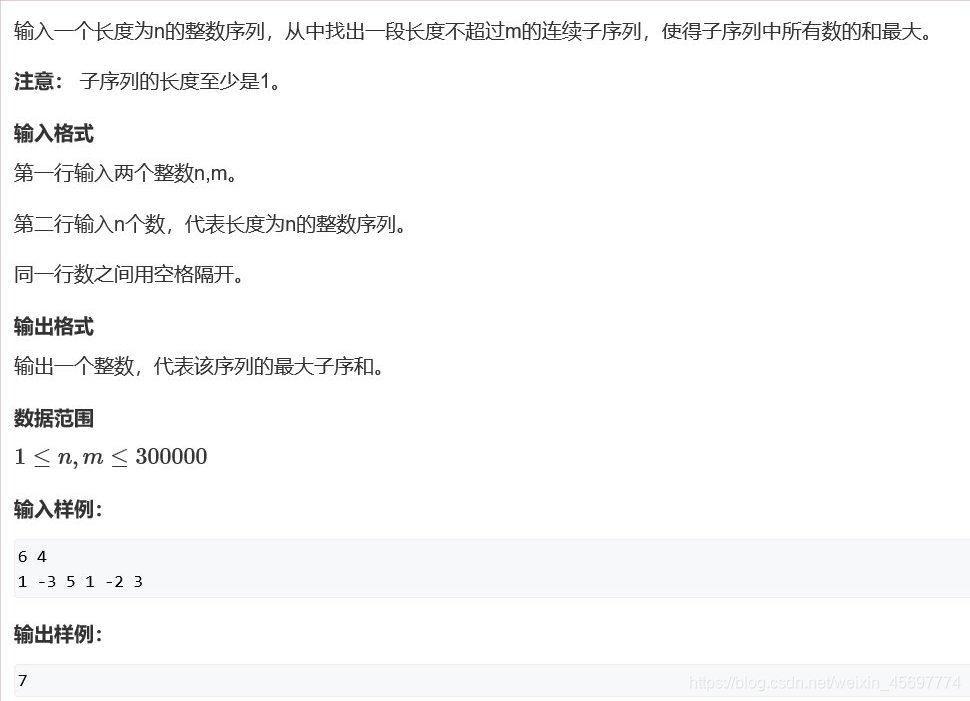 输入一个长度为n的整数序列，从中找出一段长度不超过m的连续子序列，使得子序列中所有数的和最大。
注意： 子序列的长度至少是1。
输入格式
第一行输入两个整数n,m。
第二行输入n个数，代表长度为n的整数序列。
同一行数之间用空格隔开。
输出格式
输出一个整数，代表该序列的最大子序和。
数据范围
1 ≤ n, m ≤ 300000
输入样例：
6 4
1 -3 5 1 -2 3
输出样例：
7
https://blog.csdn.net/weixin_45697774